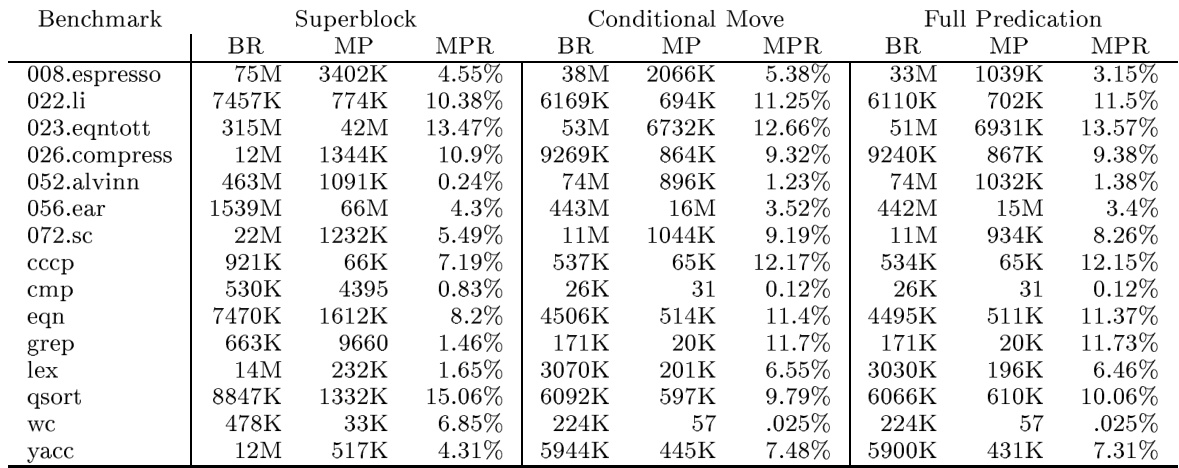 Benchmark Superblock Conditional Move Full Predication
BR MP MPR BR MP MPR BR MP MPR
008.espresso 75M 3402K 4.55% 38M 2066K 5.38% 33M 1039K 3.15%
022.li 7457K 774K 10.38% 6169K 694K 11.25% 6110K 702K 11.5%
023.eqntott 315M 42M 13.47% 53M 6732K 12.66% 51M 6931K 13.57%
026.compress 12M 1344K 10.9% 9269K 864K 9.32% 9240K 867K 9.38%
052.alvinn 463M 1091K 0.24% 74M 896K 1.23% 74M 1032K 1.38%
056.ear 1539M 66M 4.3% 443M 16M 3.52% 442M 15M 3.4%
072.sc 22M 1232K 5.49% 11M 1044K 9.19% 11M 934K 8.26%
cccp 921K 66K 7.19% 537K 65K 12.17% 534K 65K 12.15%
cmp 530K 4395 0.83% 26K 31 0.12% 26K 31 0.12%
eqn 7470K 1612K 8.2% 4506K 514K 11.4% 4495K 511K 11.37%
grep 663K 9660 1.46% 171K 20K 11.7% 171K 20K 11.73%
lex 14M 232K 1.65% 3070K 201K 6.55% 3030K 196K 6.46%
qsort 8847K 1332K 15.06% 6092K 597K 9.79% 6066K 610K 10.06%
wc 478K 33K 6.85% 224K 57 .025% 224K 57 .025%
yacc 12M 517K 4.31% 5944K 445K 7.48% 5900K 431K 7.31%